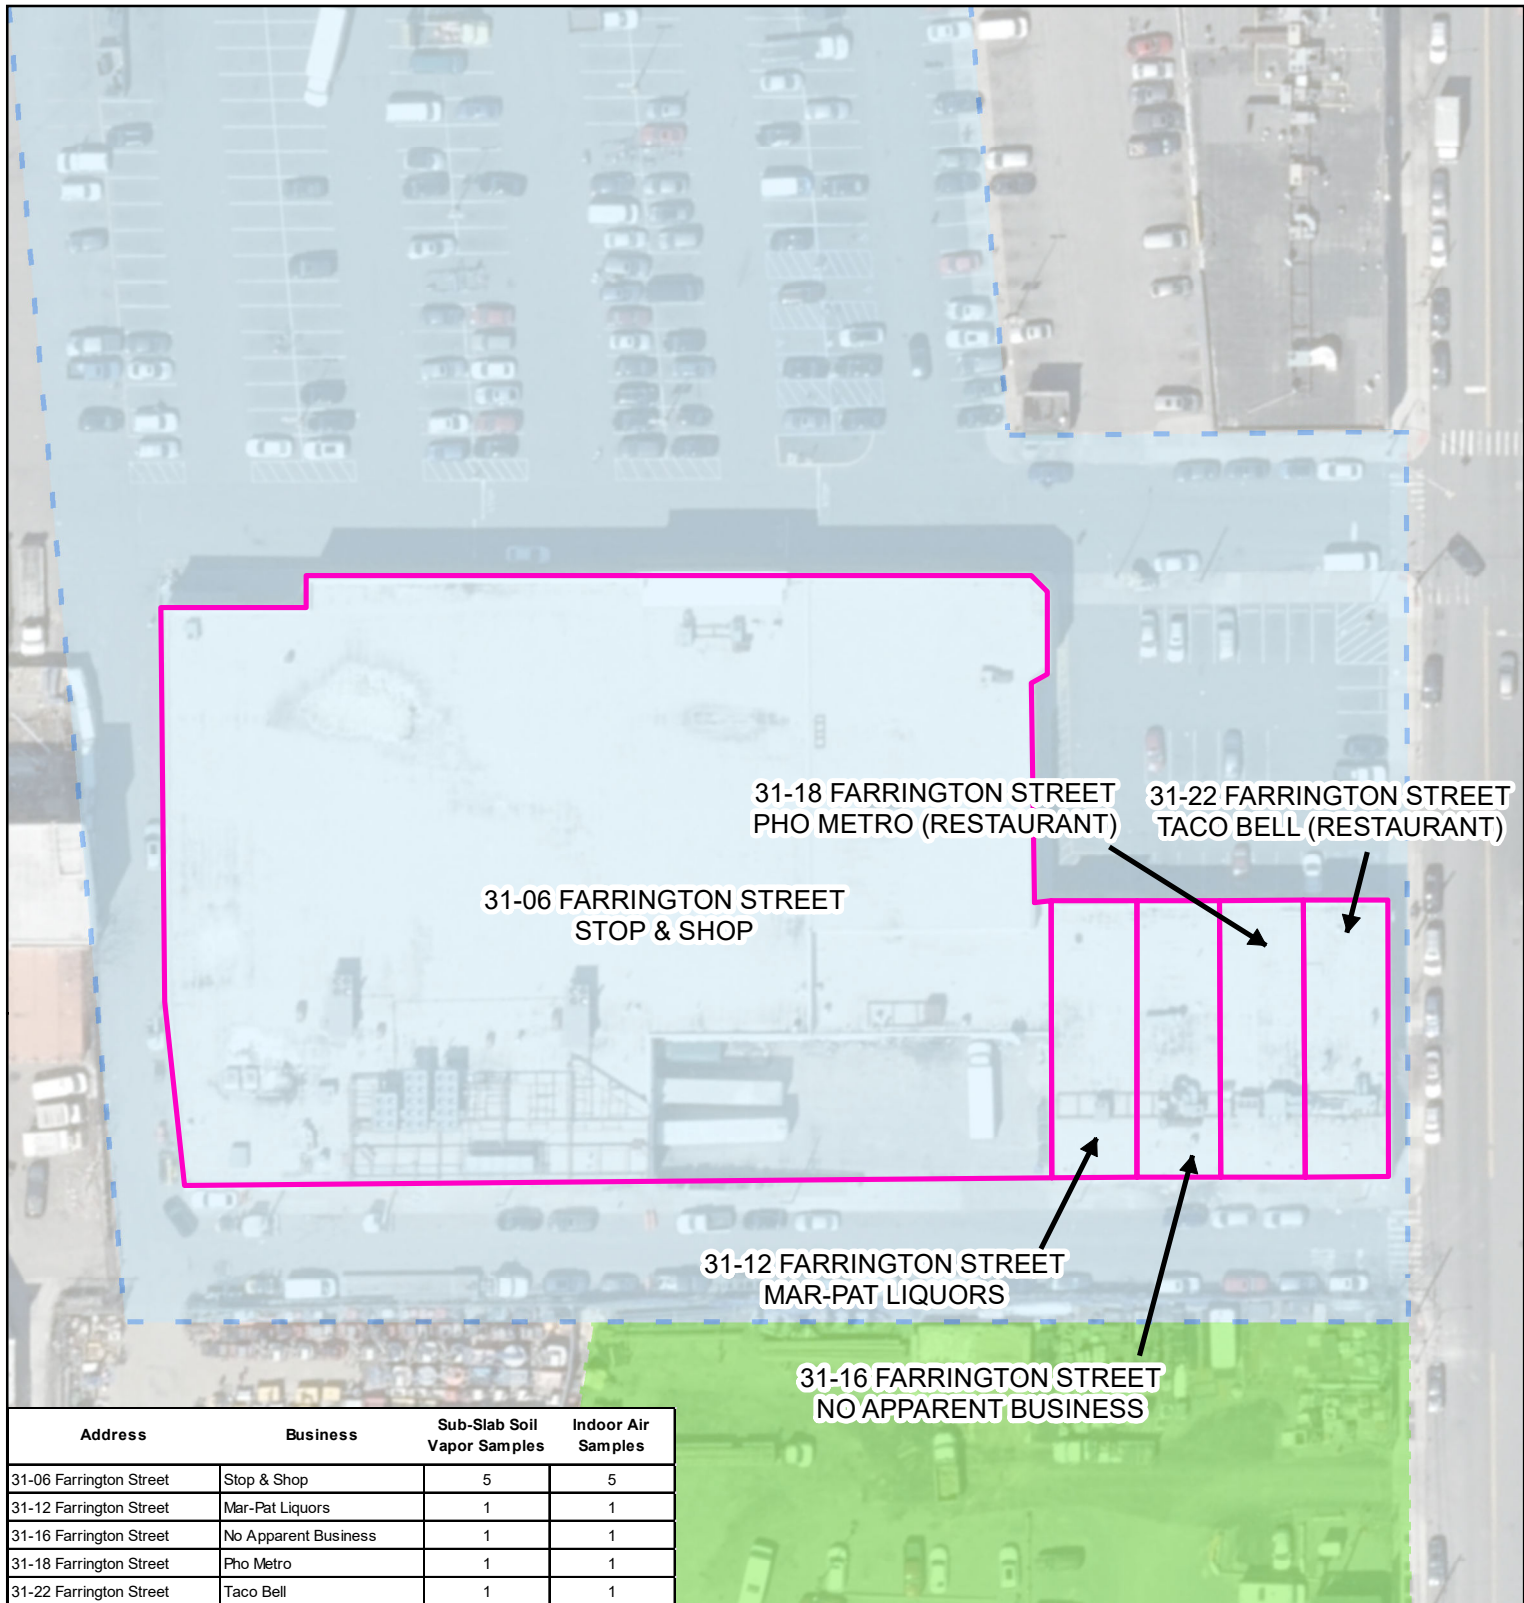 31-18 FARRINGTON STREET
PHO METRO (RESTAURANT)
31-22 FARRINGTON STREET
TACO BELL (RESTAURANT)
31-06 FARRINGTON STREET
STOP & SHOP
31-12 FARRINGTON STREET
MAR-PAT LIQUORS
31-16 FARRINGTON STREET
NO APPARENT BUSINESS
Address Business Sub-Slab Soil Vapor Samples Indoor Air Samples
31-06 Farrington Street Stop & Shop 5 5
31-12 Farrington Street Mar-Pat Liquors 1 1
31-16 Farrington Street No Apparent Business 1 1
31-18 Farrington Street Pho Metro 1 1
31-22 Farrington Street Taco Bell 1 1